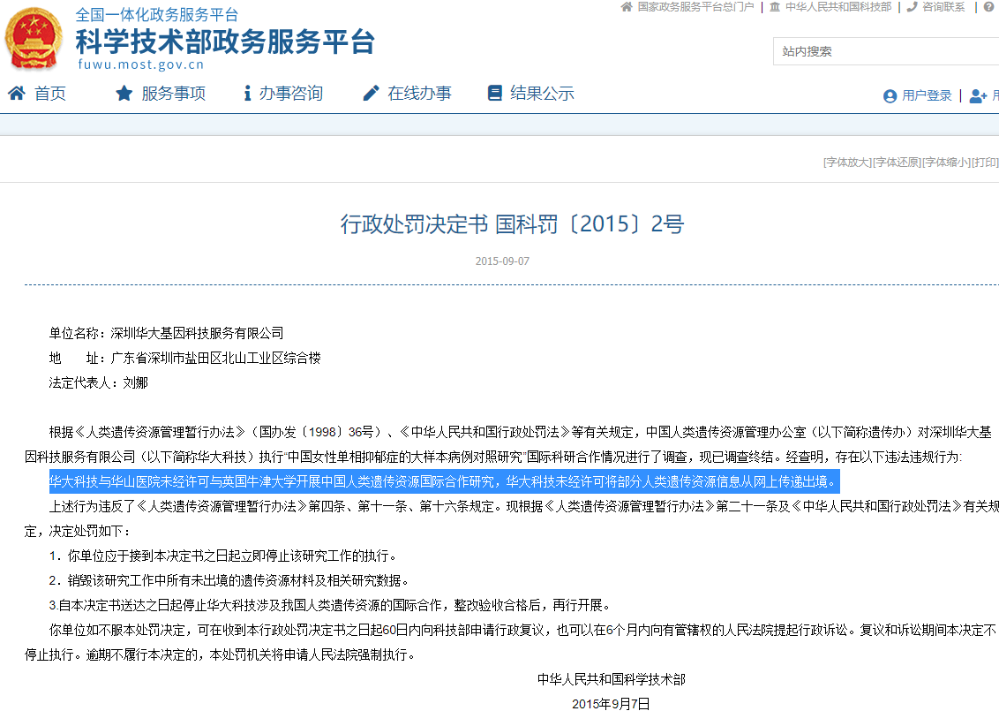 全国一体化政务服务平台
科学技术部政务服务平台
fuwu.most.gov.cn
国家政务服务平台总门户 | 中华人民共和国科技部 | 咨询联系 |
站内搜索
首页 服务事项 办事咨询 在线办事 结果公示
用户登录 | 用
[字体放大][字体还原][字体缩小][打印]
行政处罚决定书 国科罚〔2015〕2号
2015-09-07
单位名称：深圳华大基因科技服务有限公司
地　　址：广东省深圳市盐田区北山工业区综合楼
法定代表人：刘娜
根据《人类遗传资源管理暂行办法》（国办发〔1998〕36号）、《中华人民共和国行政处罚法》等有关规定，中国人类遗传资源管理办公室（以下简称遗传办）对深圳华大基
因科技服务有限公司（以下简称华大科技）执行“中国女性单相抑郁症的大样本病例对照研究”国际科研合作情况进行了调查，现已调查终结。经查明，存在以下违法违规行为:
华大科技与华山医院未经许可与英国牛津大学开展中国人类遗传资源国际合作研究，华大科技未经许可将部分人类遗传资源信息从网上传递出境。
上述行为违反了《人类遗传资源管理暂行办法》第四条、第十一条、第十六条规定。现根据《人类遗传资源管理暂行办法》第二十一条及《中华人民共和国行政处罚法》有关规
定，决定处罚如下：
1．你单位应于接到本决定书之日起立即停止该研究工作的执行。
2．销毁该研究工作中所有未出境的遗传资源材料及相关研究数据。
3.自本决定书送达之日起停止华大科技涉及我国人类遗传资源的国际合作，整改验收合格后，再行开展。
你单位如不服本处罚决定，可在收到本行政处罚决定书之日起60日内向科技部申请行政复议，也可以在6个月内向有管辖权的人民法院提起行政诉讼。复议和诉讼期间本决定不
停止执行。逾期不履行本决定的，本处罚机关将申请人民法院强制执行。
中华人民共和国科学技术部
2015年9月7日